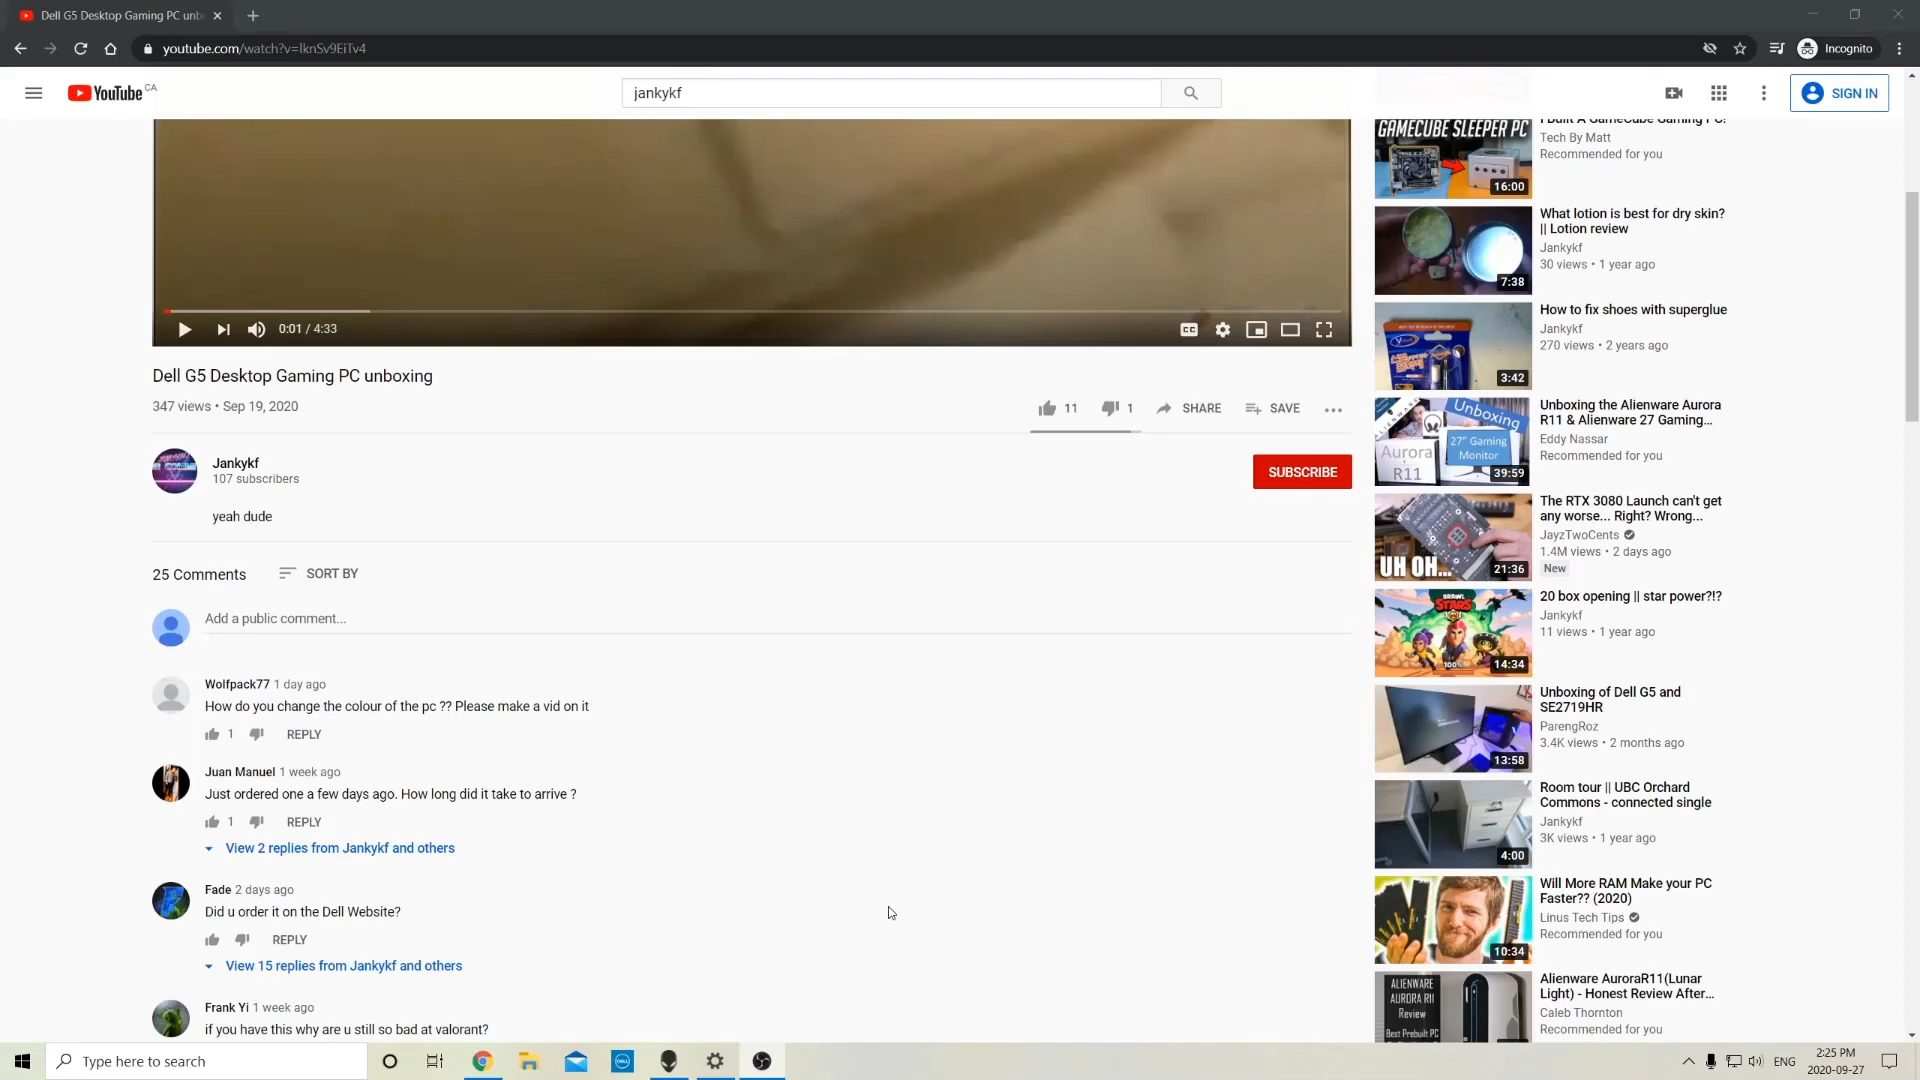 Dell G5 Desktop Gaming PC unb
youtube.com/watch?v=lknSv9EiTv4
Incognito
YouTube CA
jankykf
SIGN IN
0:01 / 4:33
Dell G5 Desktop Gaming PC unboxing
347 views • Sep 19, 2020
11
1
SHARE
SAVE
Jankykf
107 subscribers
SUBSCRIBE
yeah dude
25 Comments
SORT BY
Add a public comment...
Wolfpack77 1 day ago
How do you change the colour of the pc ?? Please make a vid on it
1
REPLY
Juan Manuel 1 week ago
Just ordered one a few days ago. How long did it take to arrive ?
1
REPLY
View 2 replies from Jankykf and others
Fade 2 days ago
Did u order it on the Dell Website?
REPLY
View 15 replies from Jankykf and others
Frank Yi 1 week ago
if you have this why are u still so bad at valorant?
GAMECUBE SLEEPER PC
16:00
I Built A GameCube Gaming PC!
Tech By Matt
Recommended for you
7:38
What lotion is best for dry skin?
|| Lotion review
Jankykf
30 views • 1 year ago
3:42
How to fix shoes with superglue
Jankykf
270 views • 2 years ago
ALIENWARE
Unboxing
Aurora
R11
27" Gaming
Monitor
39:59
Unboxing the Alienware Aurora
R11 & Alienware 27 Gaming...
Eddy Nassar
Recommended for you
UH OH...
21:36
The RTX 3080 Launch can't get
any worse... Right? Wrong...
JayzTwoCents
1.4M views • 2 days ago
New
BRAWL
STARS
100%
14:34
20 box opening || star power?!?
Jankykf
11 views • 1 year ago
13:58
Unboxing of Dell G5 and
SE2719HR
ParengRoz
3.4K views • 2 months ago
4:00
Room tour || UBC Orchard
Commons - connected single
Jankykf
3K views • 1 year ago
10:34
Will More RAM Make your PC
Faster?? (2020)
Linus Tech Tips
Recommended for you
ALIENWARE
AURORA R11
Review
Best Prebuilt PC
Alienware AuroraR11(Lunar
Light) - Honest Review After...
Caleb Thornton
Recommended for you
Type here to search
DELL
ENG
2:25 PM
2020-09-27